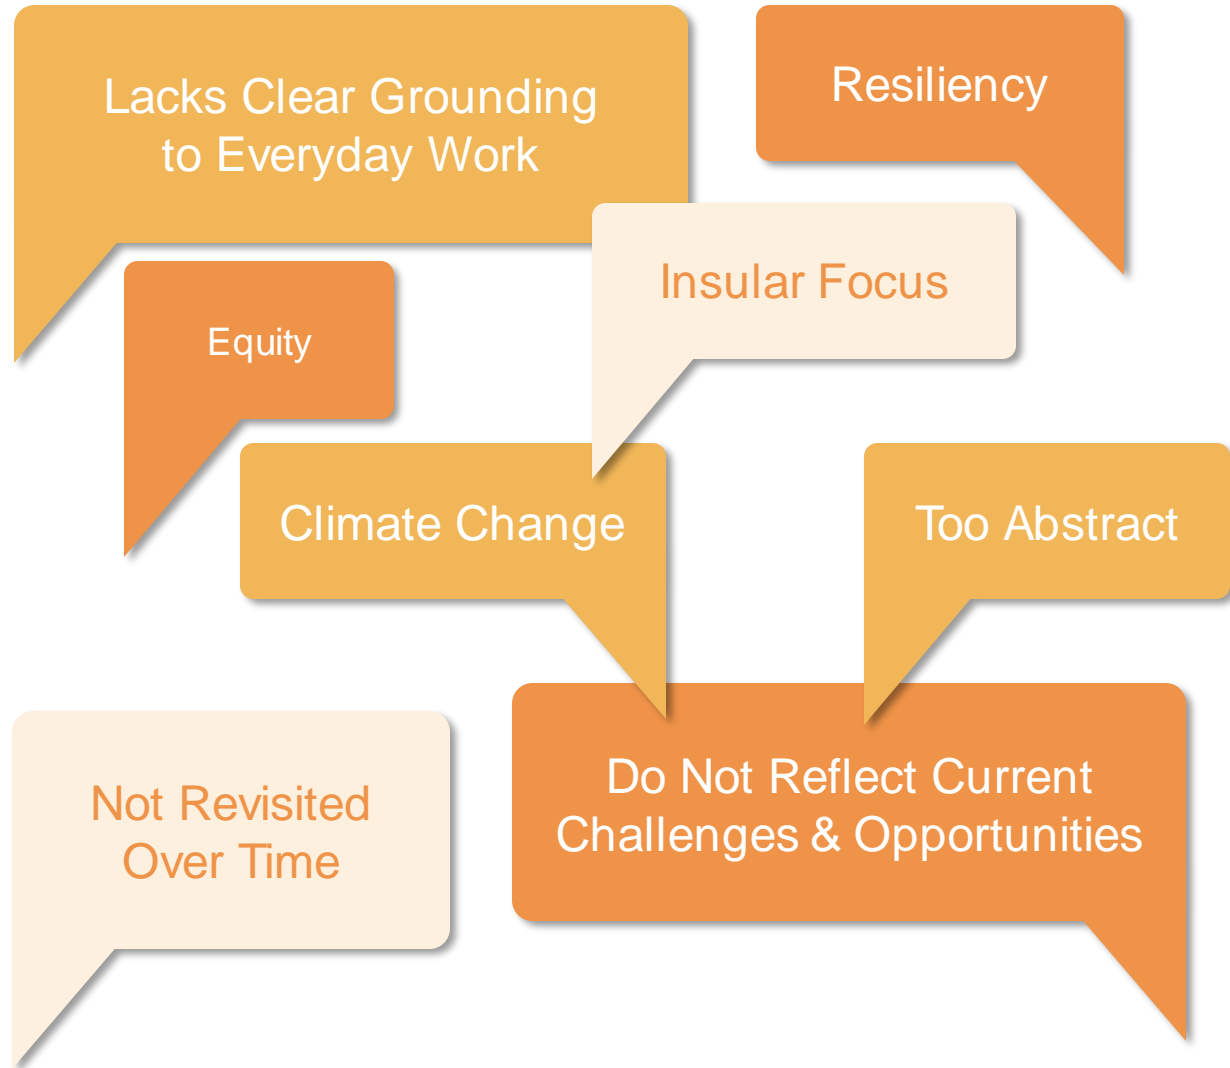 Lacks Clear Grounding
to Everyday Work
Resiliency
Insular Focus
Equity
Climate Change
Too Abstract
Not Revisited
Over Time
Do Not Reflect Current
Challenges & Opportunities